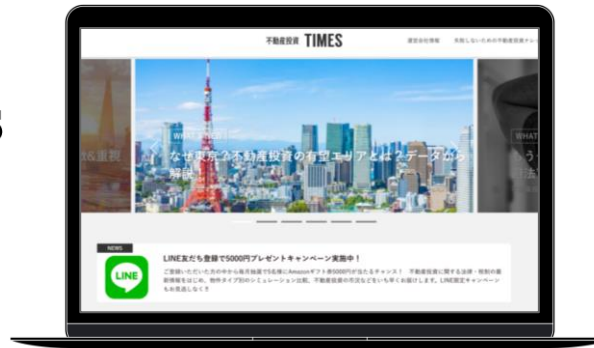 不動産投資 TIMES
運営会社情報 失敗しないための不動産投資ナレッ
WHAT
なぜ東京?不動産投資の有望エリアとは?データから
解説!
NEWS
LINE友だち登録で5000円プレゼントキャンペーン実施中!
LINE
ご登録いただいた方の中から毎月抽選で5名様にAmazonギフト券5000円が当たるチャンス! 不動産投資に関する法律・税制の最
新情報をはじめ、物件タイプ別のシミュレーション比較、不動産投資の市況などをいち早くお届けします。LINE限定キャンペーン
もお見逃しなく!!